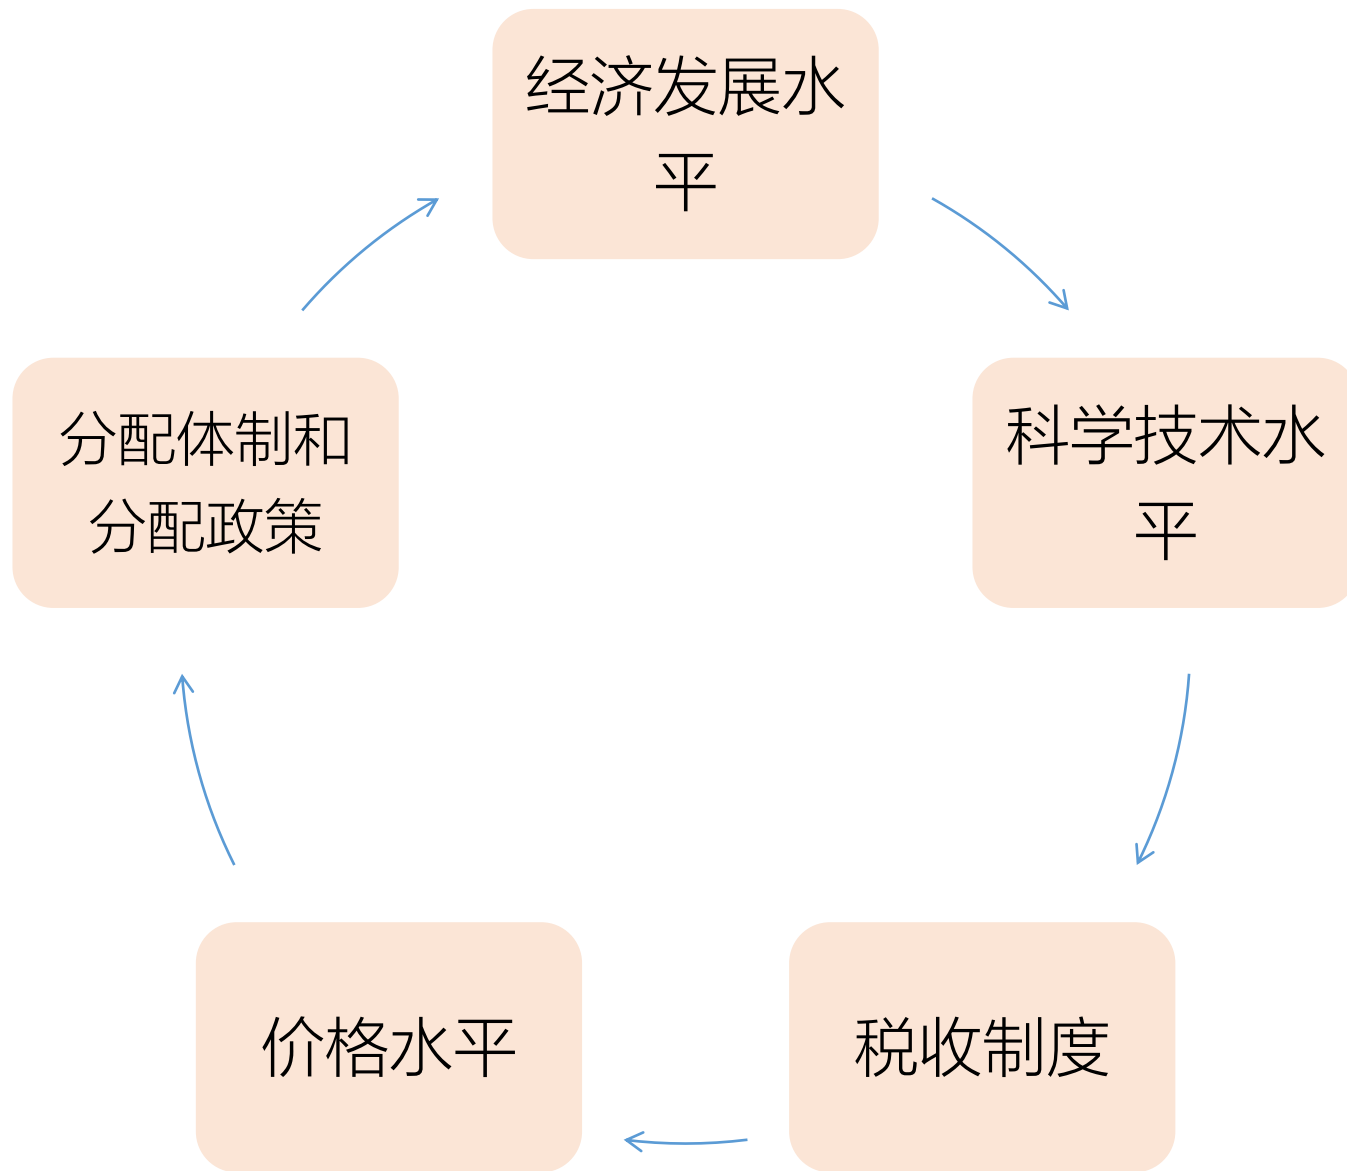 经济发展水
平
科学技术水
平
税收制度
价格水平
分配体制和
分配政策